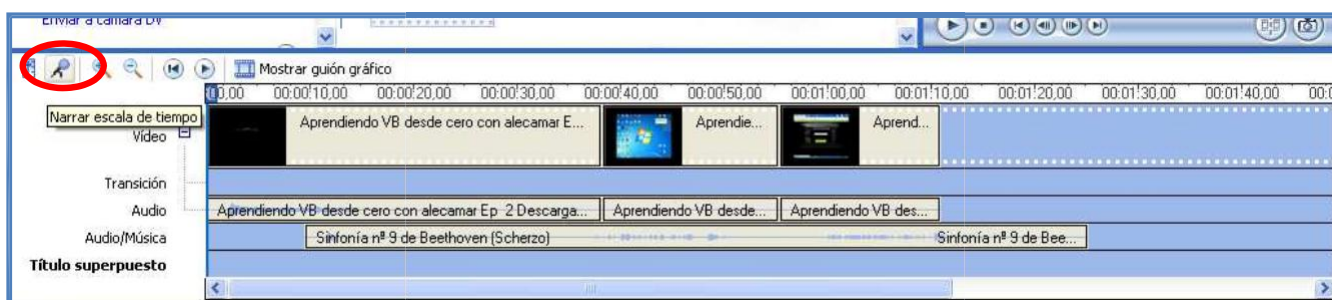 Enviar a cámara DV
Mostrar guión gráfico
00:00:10,00 00:00:20,00 00:00:30,00 00:00:40,00 00:00:50,00 00:01:00,00 00:01:10,00 00:01:20,00 00:01:30,00 00:01:40,00
Narrar escala de tiempo
Vídeo
Aprendiendo VB desde cero con alecamar E... Aprendie... Aprend...
Transición
Audio
Aprendiendo VB desde cero con alecamar Ep 2 Descarga... Aprendiendo VB desde... Aprendiendo VB des...
Audio/Música
Sinfonía nº 9 de Beethoven (Scherzo) Sinfonía nº 9 de Bee...
Título superpuesto